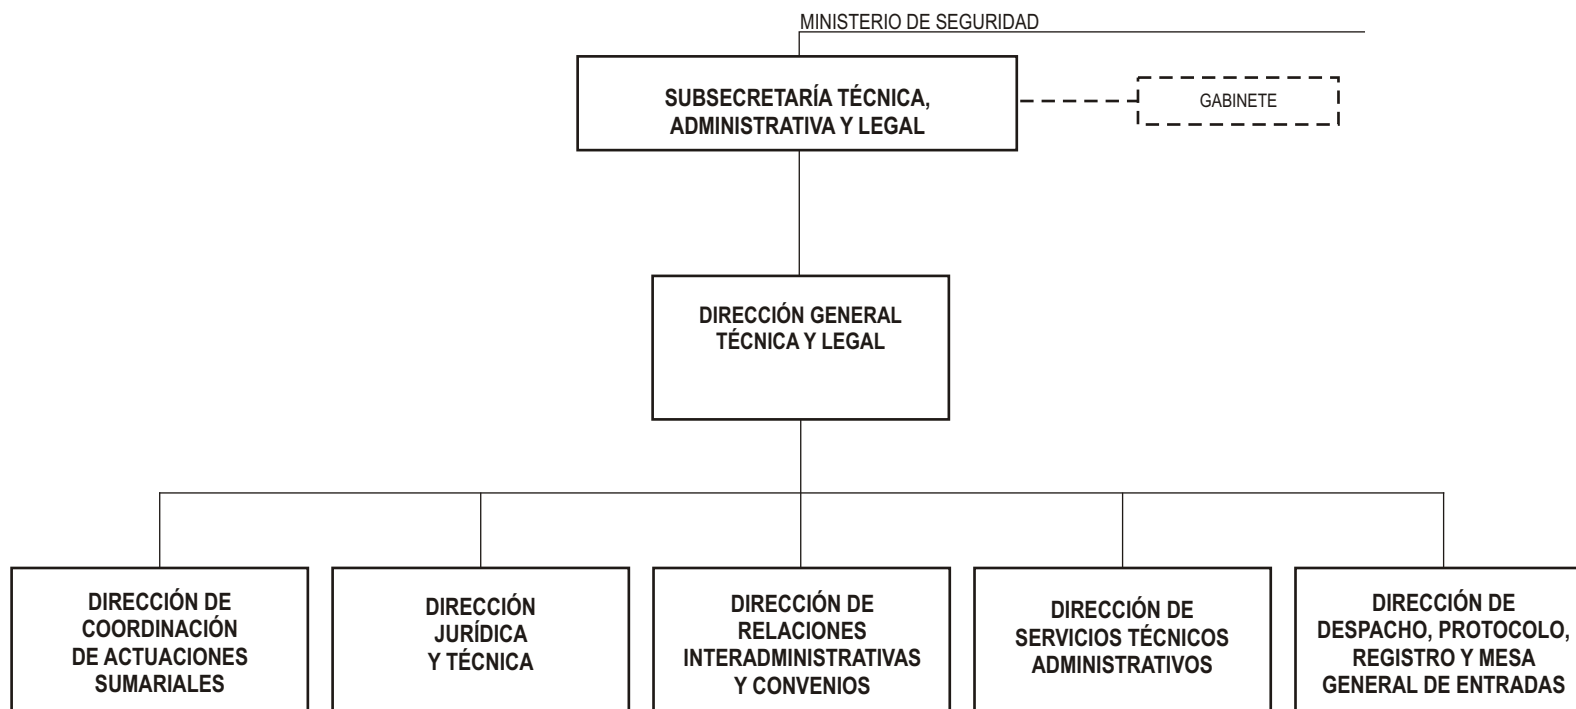 MINISTERIO DE SEGURIDAD
SUBSECRETARÍA TÉCNICA,
ADMINISTRATIVA Y LEGAL
GABINETE
DIRECCIÓN GENERAL
TÉCNICA Y LEGAL
DIRECCIÓN DE
COORDINACIÓN
DE ACTUACIONES
SUMARIALES
DIRECCIÓN
JURÍDICA
Y TÉCNICA
DIRECCIÓN DE
RELACIONES
INTERADMINISTRATIVAS
Y CONVENIOS
DIRECCIÓN DE
SERVICIOS TÉCNICOS
ADMINISTRATIVOS
DIRECCIÓN DE
DESPACHO, PROTOCOLO,
REGISTRO Y MESA
GENERAL DE ENTRADAS